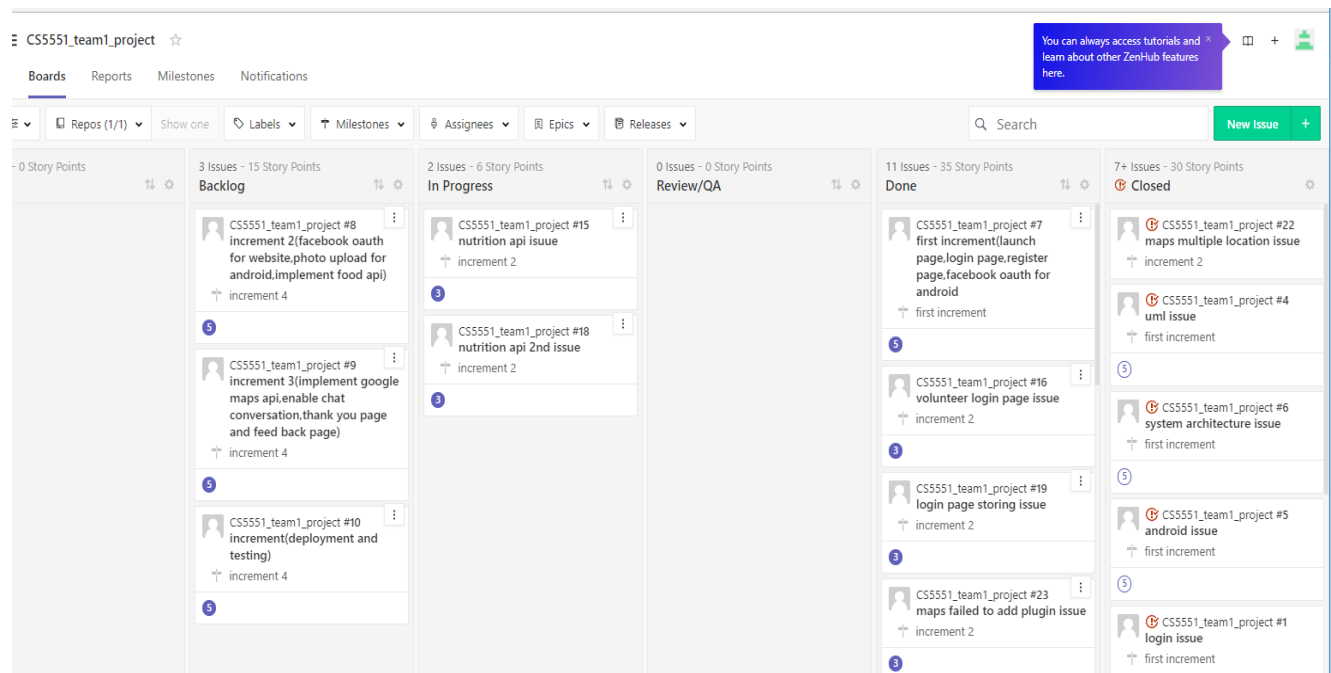 CS5551_team1_project
You can always access tutorials and
learn about other ZenHub features
here.
×
+
Boards
Reports
Milestones
Notifications
Repos (1/1)
Show one
Labels
Milestones
Assignees
Epics
Releases
Search
New Issue
+
- 0 Story Points
3 Issues - 15 Story Points
Backlog
CS5551_team1_project #8
increment 2(facebook oauth
for website,photo upload for
android,implement food api)
increment 4
5
CS5551_team1_project #9
increment 3(implement google
maps api,enable chat
conversation,thank you page
and feed back page)
increment 4
5
CS5551_team1_project #10
increment(deployment and
testing)
increment 4
5
2 Issues - 6 Story Points
In Progress
CS5551_team1_project #15
nutrition api isuue
increment 2
3
CS5551_team1_project #18
nutrition api 2nd issue
increment 2
3
0 Issues - 0 Story Points
Review/QA
11 Issues - 35 Story Points
Done
CS5551_team1_project #7
first increment(launch
page,login page,register
page,facebook oauth for
android
first increment
5
CS5551_team1_project #16
volunteer login page issue
increment 2
3
CS5551_team1_project #19
login page storing issue
increment 2
3
CS5551_team1_project #23
maps failed to add plugin issue
increment 2
3
7+ Issues - 30 Story Points
Closed
CS5551_team1_project #22
maps multiple location issue
increment 2
CS5551_team1_project #4
uml issue
first increment
5
CS5551_team1_project #6
system architecture issue
first increment
5
CS5551_team1_project #5
android issue
first increment
5
CS5551_team1_project #1
login issue
first increment